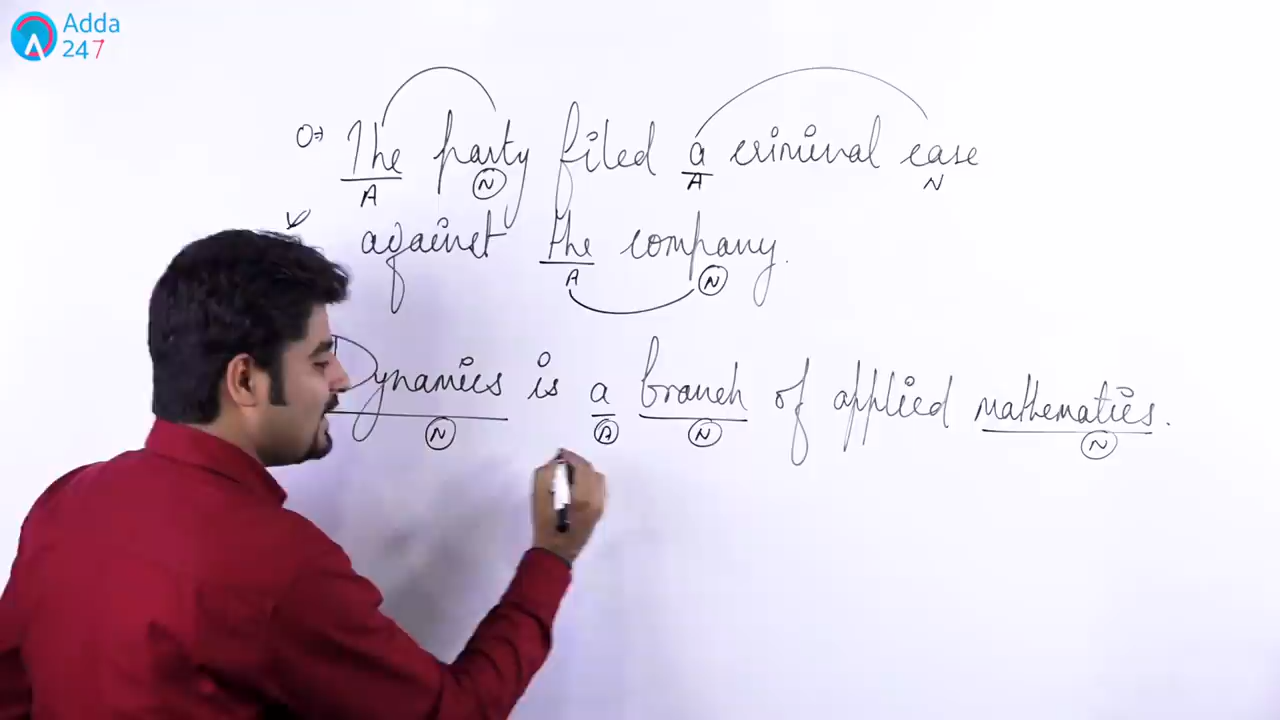 Adda
247
The party filed a criminal case
A N A N
against the company.
A N
Dynamics is a branch of applied mathematics.
N A N N